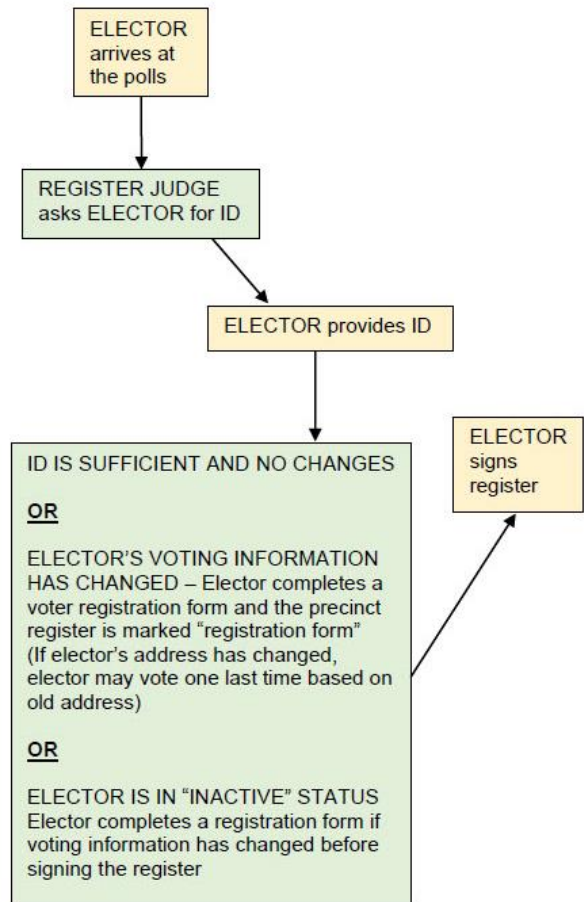 ELECTOR
arrives at
the polls
REGISTER JUDGE
asks ELECTOR for ID
ELECTOR provides ID
ELECTOR
signs
register
ID IS SUFFICIENT AND NO CHANGES
OR
ELECTOR’S VOTING INFORMATION
HAS CHANGED – Elector completes a
voter registration form and the precinct
register is marked “registration form”
(If elector’s address has changed,
elector may vote one last time based on
old address)
OR
ELECTOR IS IN “INACTIVE” STATUS
Elector completes a registration form if
voting information has changed before
signing the register